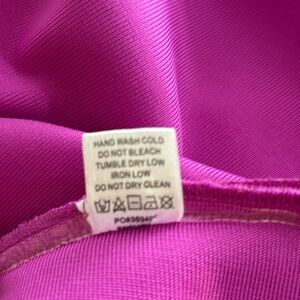 HAND WASH COLD
DO NOT BLEACH
TUMBLE DRY LOW
IRON LOW
DO NOT DRY CLEAN